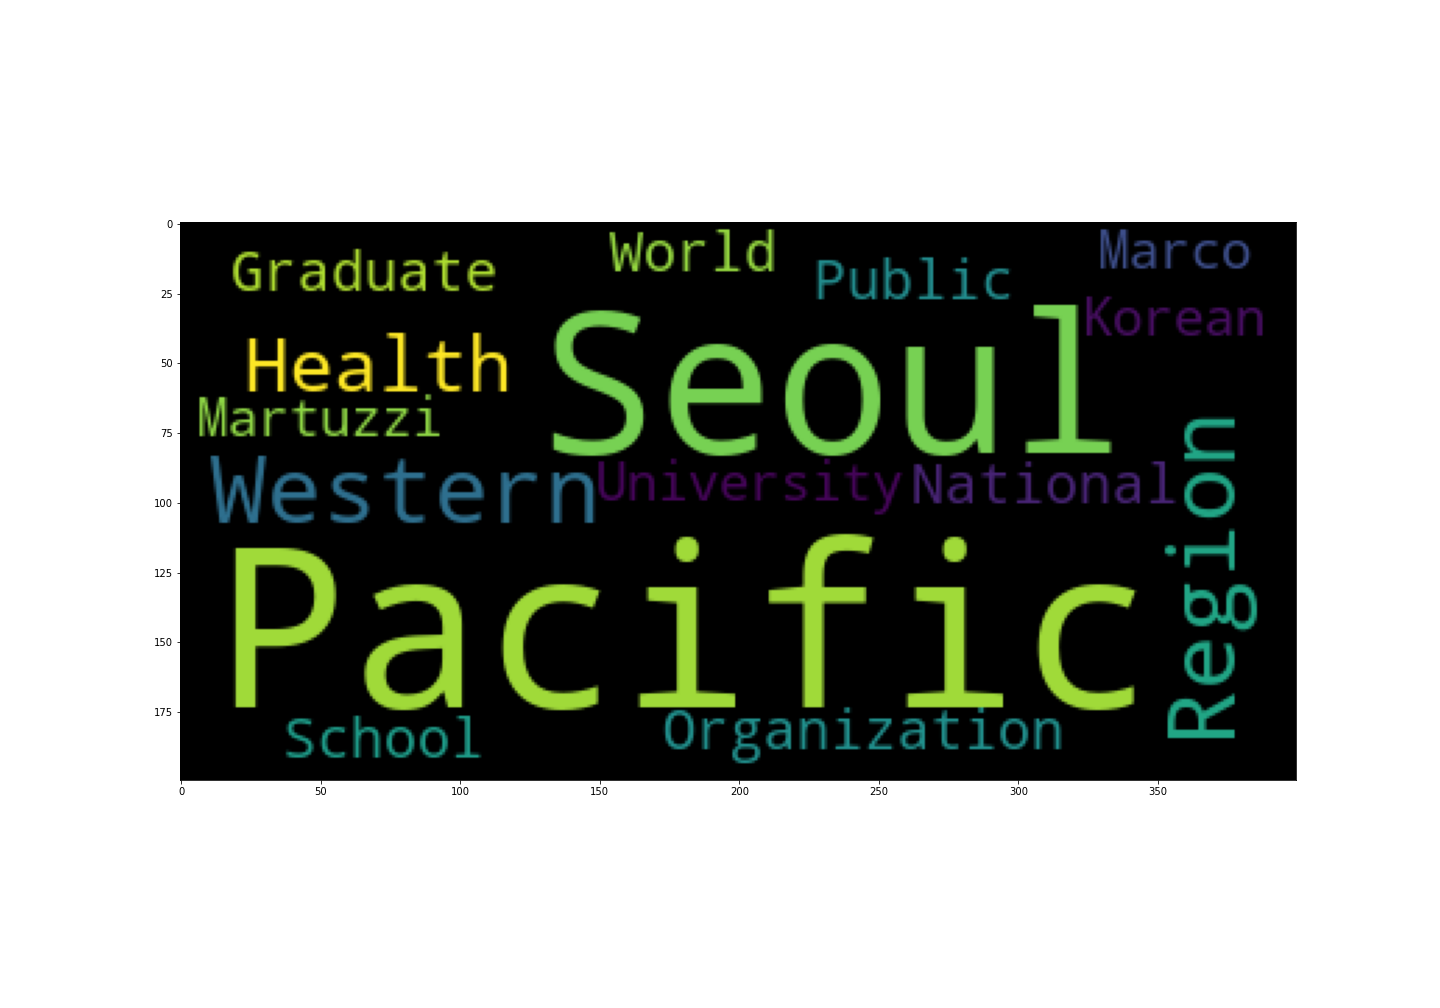 World
Marco
Graduate
Public
Korean
Seoul
Health
Martuzzi
Western
University
National
Region
Pacific
School
Organization
0
25
50
75
100
125
150
175
0
50
100
150
200
250
300
350